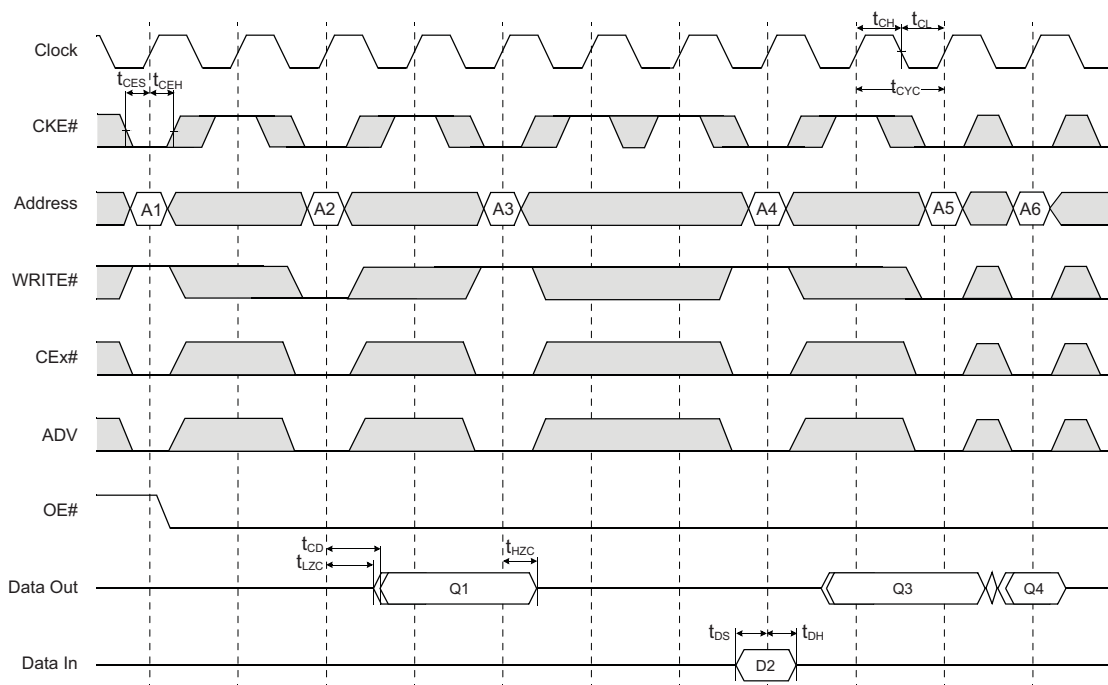 Clock
tCH
tCL
tCES
tCEH
tCYC
CKE#
Address
A1
A2
A3
A4
A5
A6
WRITE#
CEx#
ADV
OE#
tCD
tLZC
tHZC
Data Out
Q1
Q3
Q4
tDS
tDH
Data In
D2